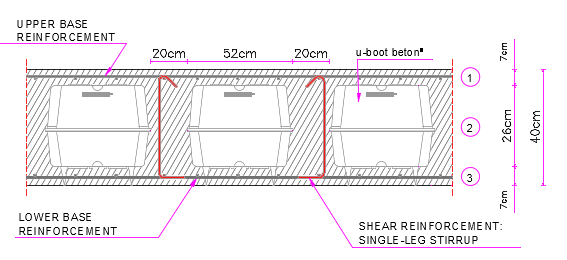 UPPER BASE
REINFORCEMENT
20cm
52cm
20cm
u-boot beton®
7cm
1
2
3
26cm
40cm
7cm
LOWER BASE
REINFORCEMENT
SHEAR REINFORCEMENT:
SINGLE-LEG STIRRUP